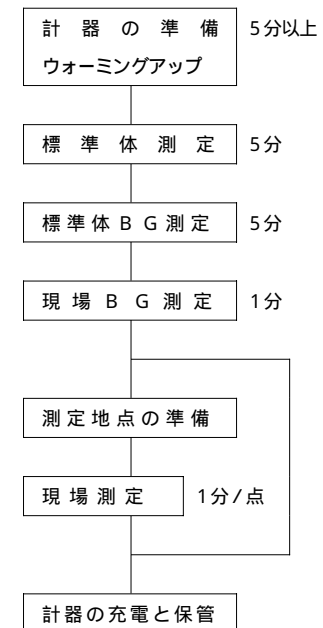 計器の準備 5分以上
ウォーミングアップ
標準体測定 5分
標準体BG測定 5分
現場BG測定 1分
測定地点の準備
現場測定 1分/点
計器の充電と保管